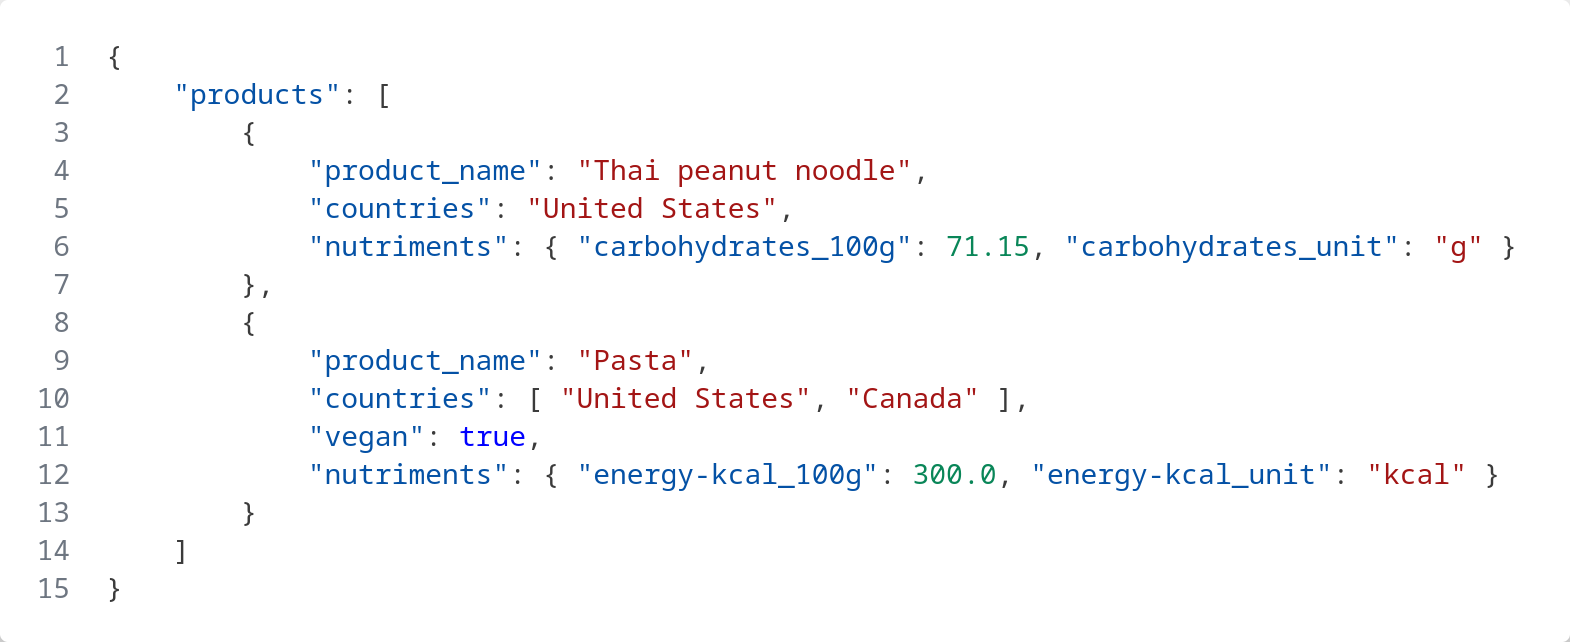 1 {
2     "products": [
3         {
4             "product_name": "Thai peanut noodle",
5             "countries": "United States",
6             "nutriments": { "carbohydrates_100g": 71.15, "carbohydrates_unit": "g" }
7         },
8         {
9             "product_name": "Pasta",
10             "countries": [ "United States", "Canada" ],
11             "vegan": true,
12             "nutriments": { "energy-kcal_100g": 300.0, "energy-kcal_unit": "kcal" }
13         }
14     ]
15 }